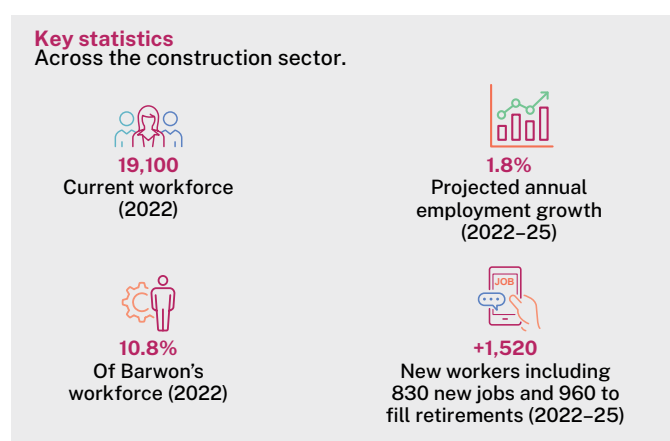 Key statistics
Across the construction sector.
19,100
Current workforce
(2022)
1.8%
Projected annual
employment growth
(2022–25)
10.8%
Of Barwon's
workforce (2022)
JOB
+1,520
New workers including
830 new jobs and 960 to
fill retirements (2022–25)